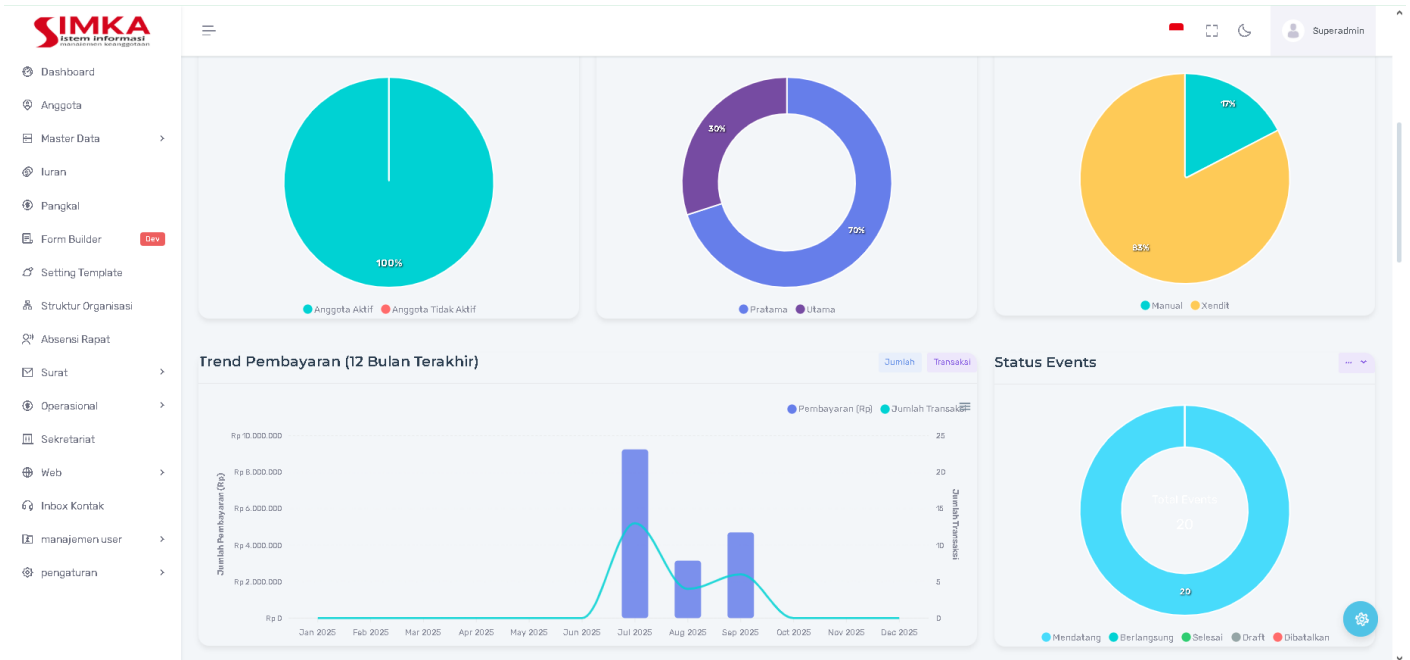 SIMKA
istem informasi
manajemen keanggotaan
Superadmin
Dashboard
Anggota
Master Data
Iuran
Pangkal
Form Builder Dev
Setting Template
Struktur Organisasi
Absensi Rapat
Surat
Operasional
Sekretariat
Web
Inbox Kontak
manajemen user
pengaturan
100%
Anggota Aktif Anggota Tidak Aktif
30%
70%
Pratama Utama
17%
83%
Manual Xendit
Trend Pembayaran (12 Bulan Terakhir)
Jumlah Transaksi
Pembayaran (Rp) Jumlah Transaksi
Jumlah Pembayaran (Rp)
Rp 10.000.000
Rp 8.000.000
Rp 6.000.000
Rp 4.000.000
Rp 2.000.000
Rp 0
25
20
15
10
5
0
Jumlah Transaksi
Jan 2025 Feb 2025 Mar 2025 Apr 2025 May 2025 Jun 2025 Jul 2025 Aug 2025 Sep 2025 Oct 2025 Nov 2025 Dec 2025
Status Events
...
Total Events
20
20
Mendatang Berlangsung Selesai Draft Dibatalkan